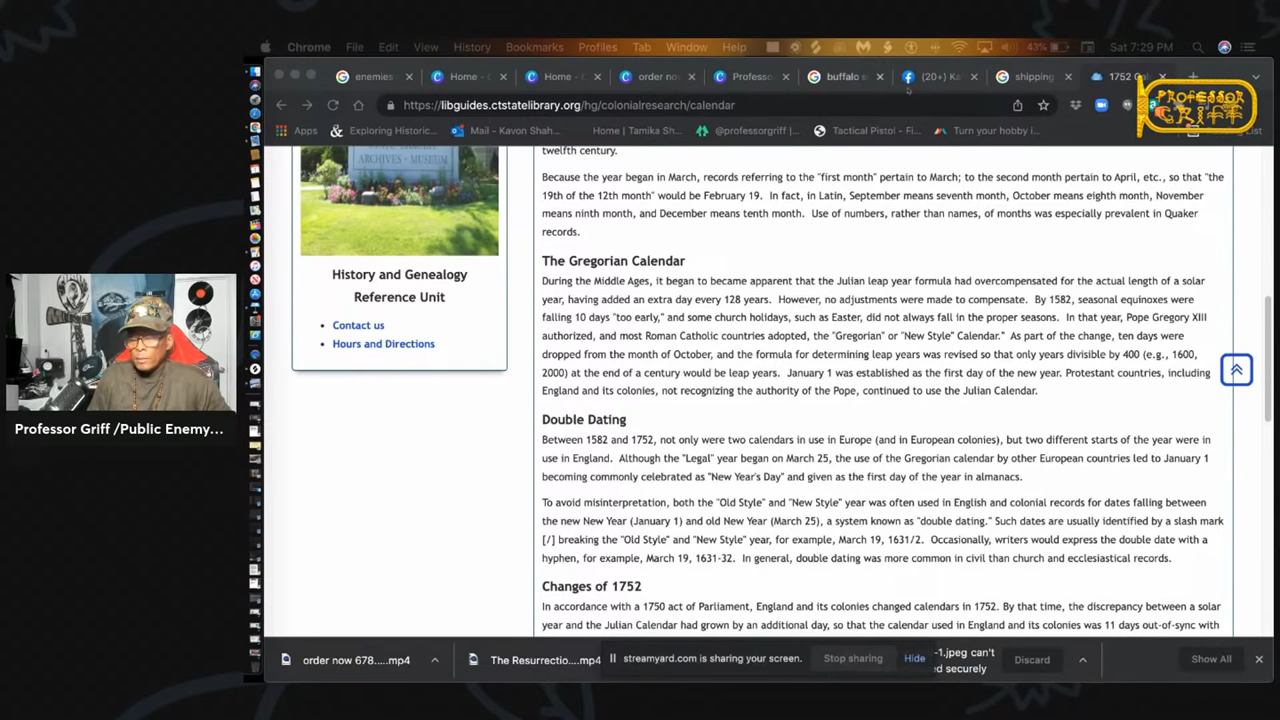 Chrome File Edit View History Bookmarks Profiles Tab Window Help 43% Sat 7:29 PM
enemies Home - Home - order no Professo buffalo s (20+) Ka shipping 1752 Cal
https://libguides.ctstatelibrary.org/hg/colonialresearch/calendar
PROFESSOR
GRIFF
Apps Exploring Historic... Mail - Kavon Shah... Home | Tamika Sh... @professorgriff |... Tactical Pistol - Fi... Turn your hobby i... List
ARCHIVES • MUSEUM
twelfth century.
Because the year began in March, records referring to the "first month" pertain to March; to the second month pertain to April, etc., so that "the
19th of the 12th month" would be February 19. In fact, in Latin, September means seventh month, October means eighth month, November
means ninth month, and December means tenth month. Use of numbers, rather than names, of months was especially prevalent in Quaker
records.
The Gregorian Calendar
During the Middle Ages, it began to became apparent that the Julian leap year formula had overcompensated for the actual length of a solar
year, having added an extra day every 128 years. However, no adjustments were made to compensate. By 1582, seasonal equinoxes were
falling 10 days "too early," and some church holidays, such as Easter, did not always fall in the proper seasons. In that year, Pope Gregory XIII
authorized, and most Roman Catholic countries adopted, the "Gregorian" or "New Style" Calendar." As part of the change, ten days were
dropped from the month of October, and the formula for determining leap years was revised so that only years divisible by 400 (e.g., 1600,
2000) at the end of a century would be leap years. January 1 was established as the first day of the new year. Protestant countries, including
England and its colonies, not recognizing the authority of the Pope, continued to use the Julian Calendar.
Double Dating
Between 1582 and 1752, not only were two calendars in use in Europe (and in European colonies), but two different starts of the year were in
use in England. Although the "Legal" year began on March 25, the use of the Gregorian calendar by other European countries led to January 1
becoming commonly celebrated as "New Year's Day" and given as the first day of the year in almanacs.
To avoid misinterpretation, both the "Old Style" and "New Style" year was often used in English and colonial records for dates falling between
the new New Year (January 1) and old New Year (March 25), a system known as "double dating." Such dates are usually identified by a slash mark
[/] breaking the "Old Style" and "New Style" year, for example, March 19, 1631/2. Occasionally, writers would express the double date with a
hyphen, for example, March 19, 1631-32. In general, double dating was more common in civil than church and ecclesiastical records.
Changes of 1752
In accordance with a 1750 act of Parliament, England and its colonies changed calendars in 1752. By that time, the discrepancy between a solar
year and the Julian Calendar had grown by an additional day, so that the calendar used in England and its colonies was 11 days out-of-sync with
History and Genealogy
Reference Unit
• Contact us
• Hours and Directions
Professor Griff /Public Enemy...
order now 678.....mp4 The Resurrectio....mp4 streamyard.com is sharing your screen. Stop sharing Hide -1.jpeg can't
d securely Discard Show All